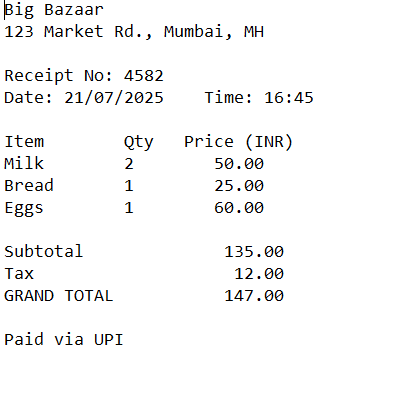 Big Bazaar
123 Market Rd., Mumbai, MH
Receipt No: 4582
Date: 21/07/2025    Time: 16:45
Item        Qty   Price (INR)
Milk        2        50.00
Bread       1        25.00
Eggs        1        60.00
Subtotal              135.00
Tax                    12.00
GRAND TOTAL           147.00
Paid via UPI